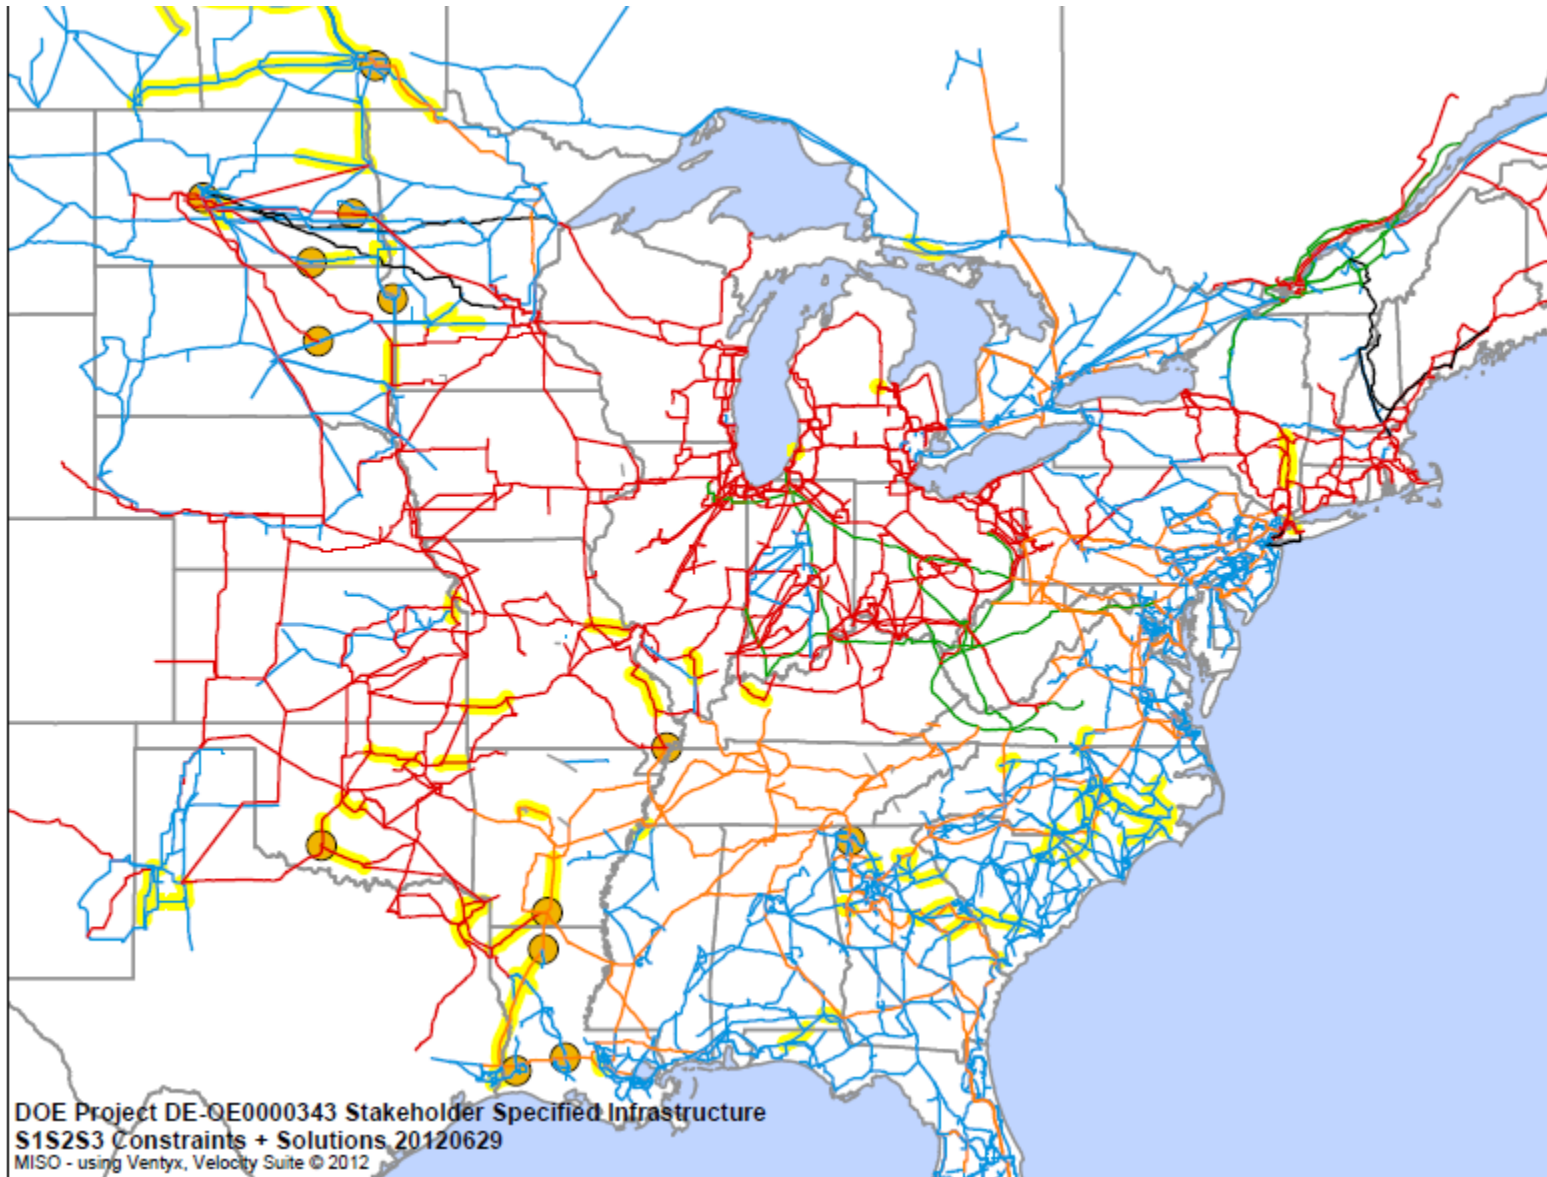 DOE Project DE-OE0000343 Stakeholder Specified Infrastructure
S1S2S3 Constraints + Solutions 20120629
MISO - using Ventyx, Velocity Suite © 2012